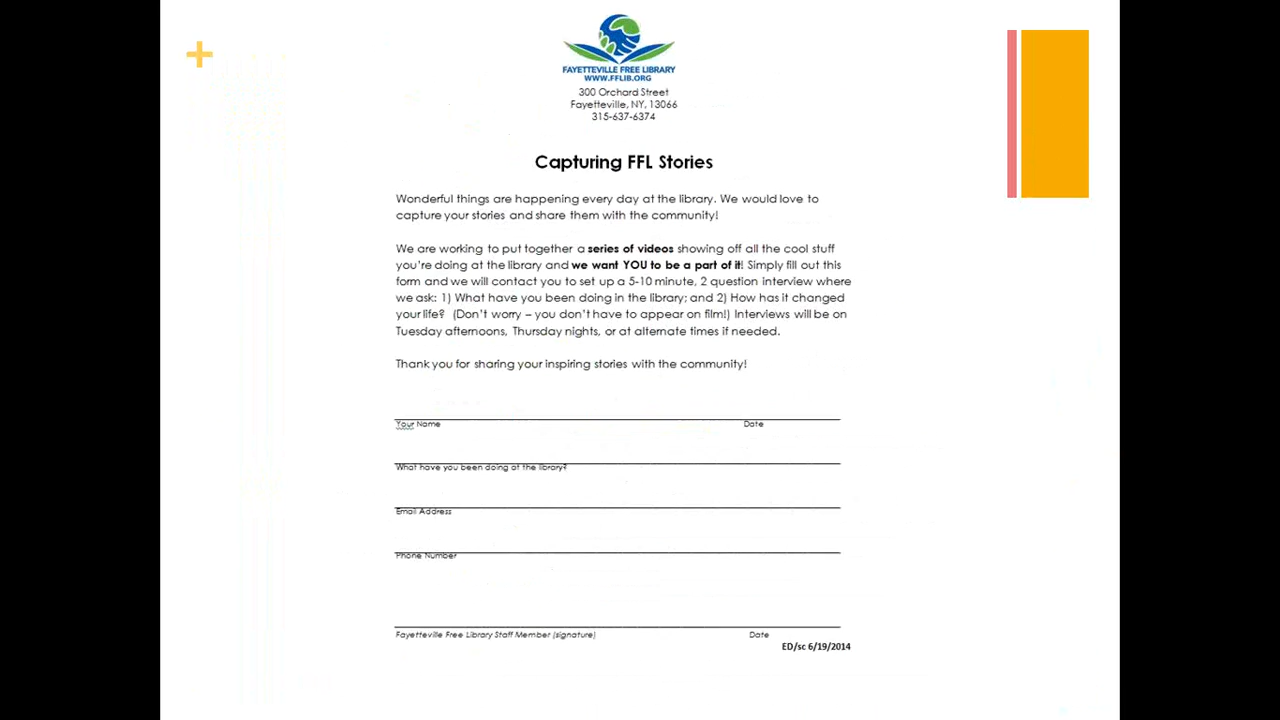 +
FAYETTEVILLE FREE LIBRARY
WWW.FFLIB.ORG
300 Orchard Street
Fayetteville, NY, 13066
315-637-6374
Capturing FFL Stories
Wonderful things are happening every day at the library. We would love to
capture your stories and share them with the community!
We are working to put together a series of videos showing off all the cool stuff
you're doing at the library and we want YOU to be a part of it! Simply fill out this
form and we will contact you to set up a 5-10 minute, 2 question interview where
we ask: 1) What have you been doing in the library; and 2) How has it changed
your life? (Don't worry – you don't have to appear on film!) Interviews will be on
Tuesday afternoons, Thursday nights, or at alternate times if needed.
Thank you for sharing your inspiring stories with the community!
Your Name Date
What have you been doing at the library?
Email Address
Phone Number
Fayetteville Free Library Staff Member (signature) Date
ED/sc 6/19/2014